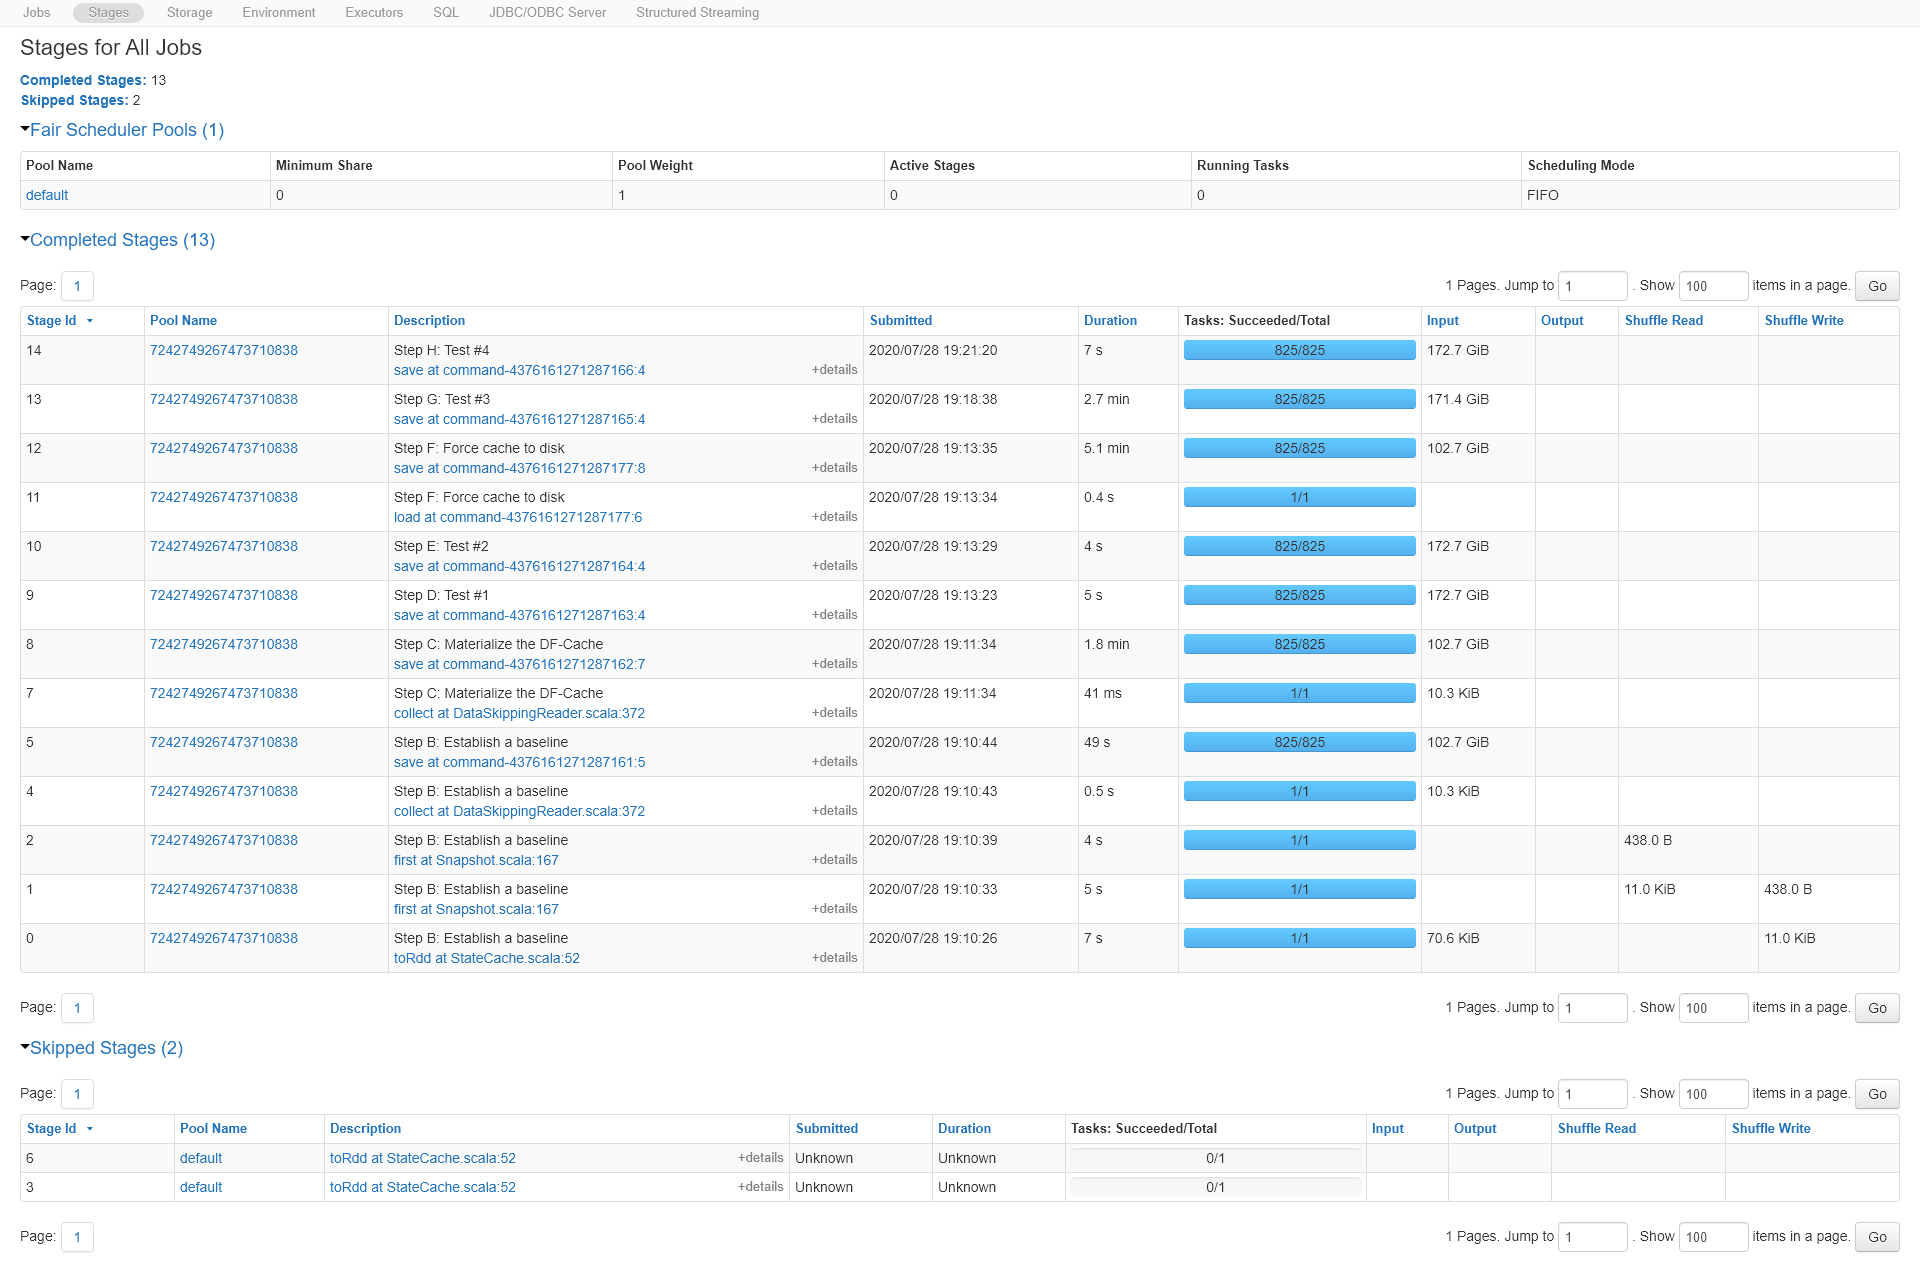 Jobs Stages Storage Environment Executors SQL JDBC/ODBC Server Structured Streaming
Stages for All Jobs
Completed Stages: 13
Skipped Stages: 2
Fair Scheduler Pools (1)
Pool Name Minimum Share Pool Weight Active Stages Running Tasks Scheduling Mode
default 0 1 0 0 FIFO
Completed Stages (13)
Page: 1 1 Pages. Jump to 1 . Show 100 items in a page. Go
Stage Id Pool Name Description Submitted Duration Tasks: Succeeded/Total Input Output Shuffle Read Shuffle Write
14 7242749267473710838 Step H: Test #4 2020/07/28 19:21:20 7 s 825/825 172.7 GiB
save at command-4376161271287166:4 +details
13 7242749267473710838 Step G: Test #3 2020/07/28 19:18:38 2.7 min 825/825 171.4 GiB
save at command-4376161271287165:4 +details
12 7242749267473710838 Step F: Force cache to disk 2020/07/28 19:13:35 5.1 min 825/825 102.7 GiB
save at command-4376161271287177:8 +details
11 7242749267473710838 Step F: Force cache to disk 2020/07/28 19:13:34 0.4 s 1/1
load at command-4376161271287177:6 +details
10 7242749267473710838 Step E: Test #2 2020/07/28 19:13:29 4 s 825/825 172.7 GiB
save at command-4376161271287164:4 +details
9 7242749267473710838 Step D: Test #1 2020/07/28 19:13:23 5 s 825/825 172.7 GiB
save at command-4376161271287163:4 +details
8 7242749267473710838 Step C: Materialize the DF-Cache 2020/07/28 19:11:34 1.8 min 825/825 102.7 GiB
save at command-4376161271287162:7 +details
7 7242749267473710838 Step C: Materialize the DF-Cache 2020/07/28 19:11:34 41 ms 1/1 10.3 KiB
collect at DataSkippingReader.scala:372 +details
5 7242749267473710838 Step B: Establish a baseline 2020/07/28 19:10:44 49 s 825/825 102.7 GiB
save at command-4376161271287161:5 +details
4 7242749267473710838 Step B: Establish a baseline 2020/07/28 19:10:43 0.5 s 1/1 10.3 KiB
collect at DataSkippingReader.scala:372 +details
2 7242749267473710838 Step B: Establish a baseline 2020/07/28 19:10:39 4 s 1/1 438.0 B
first at Snapshot.scala:167 +details
1 7242749267473710838 Step B: Establish a baseline 2020/07/28 19:10:33 5 s 1/1 11.0 KiB 438.0 B
first at Snapshot.scala:167 +details
0 7242749267473710838 Step B: Establish a baseline 2020/07/28 19:10:26 7 s 1/1 70.6 KiB 11.0 KiB
toRdd at StateCache.scala:52 +details
Page: 1 1 Pages. Jump to 1 . Show 100 items in a page. Go
Skipped Stages (2)
Page: 1 1 Pages. Jump to 1 . Show 100 items in a page. Go
Stage Id Pool Name Description Submitted Duration Tasks: Succeeded/Total Input Output Shuffle Read Shuffle Write
6 default toRdd at StateCache.scala:52 +details Unknown Unknown 0/1
3 default toRdd at StateCache.scala:52 +details Unknown Unknown 0/1
Page: 1 1 Pages. Jump to 1 . Show 100 items in a page. Go